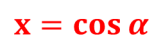 x = cos α